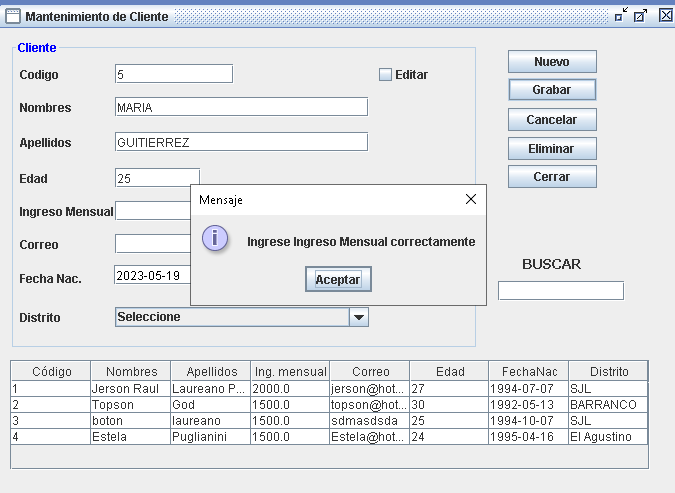 Mantenimiento de Cliente
Cliente
Codigo 5 Editar
Nombres MARIA
Apellidos GUITIERREZ
Edad 25
Ingreso Mensual
Correo
Fecha Nac. 2023-05-19
Distrito Seleccione
Nuevo
Grabar
Cancelar
Eliminar
Cerrar
Mensaje
Ingrese Ingreso Mensual correctamente
Aceptar
BUSCAR
Código Nombres Apellidos Ing. mensual Correo Edad FechaNac Distrito
1 Jerson Raul Laureano P... 2000.0 jerson@hot... 27 1994-07-07 SJL
2 Topson God 1500.0 topson@hot... 30 1992-05-13 BARRANCO
3 boton laureano 1500.0 sdmasdsda 25 1994-10-07 SJL
4 Estela Puglianini 1500.0 Estela@hot... 24 1995-04-16 El Agustino